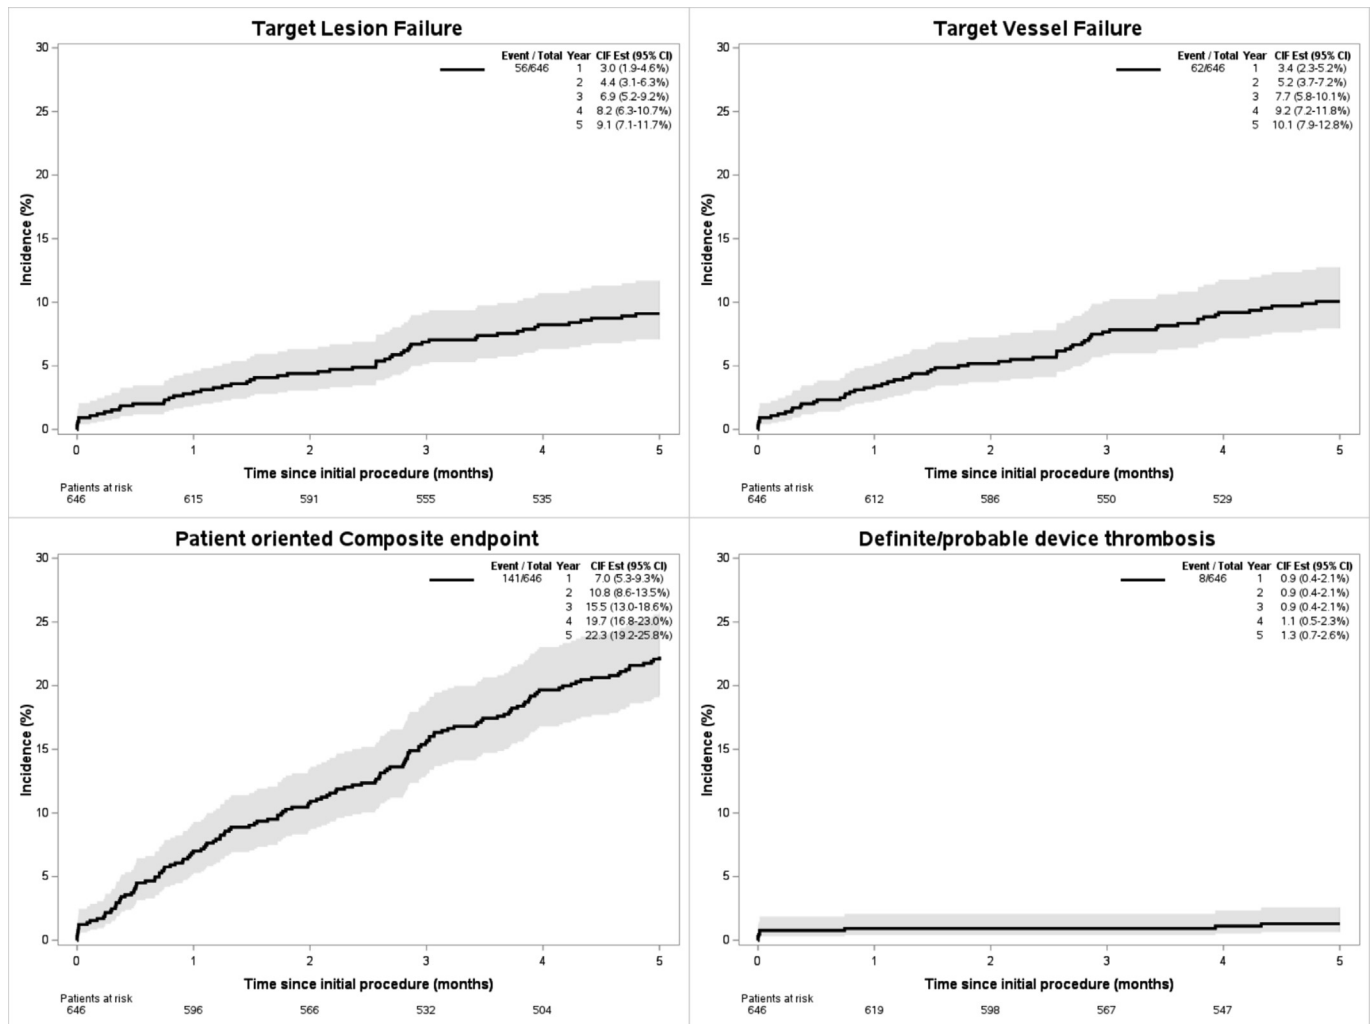 Target Lesion Failure
Event / Total Year CIF Est (95% CI)
56/646 1 3.0 (1.9-4.6%)
2 4.4 (3.1-6.3%)
3 6.9 (5.2-9.2%)
4 8.2 (6.3-10.7%)
5 9.1 (7.1-11.7%)
30
25
20
15
10
5
0
Incidence (%)
0 1 2 3 4 5
Time since initial procedure (months)
Patients at risk
646 615 591 555 535
Target Vessel Failure
Event / Total Year CIF Est (95% CI)
62/646 1 3.4 (2.3-5.2%)
2 5.2 (3.7-7.2%)
3 7.7 (5.8-10.1%)
4 9.2 (7.2-11.8%)
5 10.1 (7.9-12.8%)
30
25
20
15
10
5
0
Incidence (%)
0 1 2 3 4 5
Time since initial procedure (months)
Patients at risk
646 612 586 550 529
Patient oriented Composite endpoint
Event / Total Year CIF Est (95% CI)
141/646 1 7.0 (5.3-9.3%)
2 10.8 (8.6-13.5%)
3 15.5 (13.0-18.6%)
4 19.7 (16.8-23.0%)
5 22.3 (19.2-25.8%)
30
25
20
15
10
5
0
Incidence (%)
0 1 2 3 4 5
Time since initial procedure (months)
Patients at risk
646 596 566 532 504
Definite/probable device thrombosis
Event / Total Year CIF Est (95% CI)
8/646 1 0.9 (0.4-2.1%)
2 0.9 (0.4-2.1%)
3 0.9 (0.4-2.1%)
4 1.1 (0.5-2.3%)
5 1.3 (0.7-2.6%)
30
25
20
15
10
5
0
Incidence (%)
0 1 2 3 4 5
Time since initial procedure (months)
Patients at risk
646 619 598 567 547